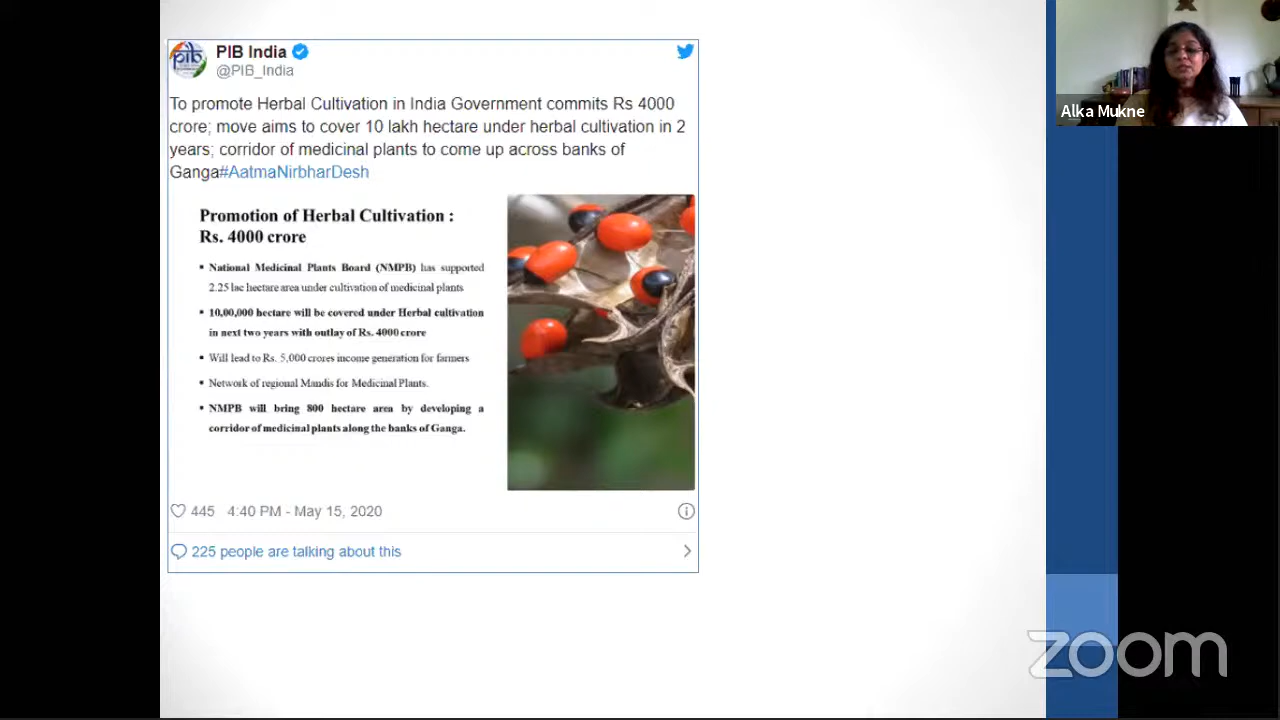 PIB India
@PIB_India
To promote Herbal Cultivation in India Government commits Rs 4000
crore; move aims to cover 10 lakh hectare under herbal cultivation in 2
years; corridor of medicinal plants to come up across banks of
Ganga#AatmaNirbharDesh
Promotion of Herbal Cultivation :
Rs. 4000 crore
▪ National Medicinal Plants Board (NMPB) has supported
2.25 lac hectare area under cultivation of medicinal plants
▪ 10,00,000 hectare will be covered under Herbal cultivation
in next two years with outlay of Rs. 4000 crore
▪ Will lead to Rs. 5,000 crores income generation for farmers
▪ Network of regional Mandis for Medicinal Plants.
▪ NMPB will bring 800 hectare area by developing a
corridor of medicinal plants along the banks of Ganga.
445 4:40 PM - May 15, 2020
225 people are talking about this
Alka Mukne
zoom